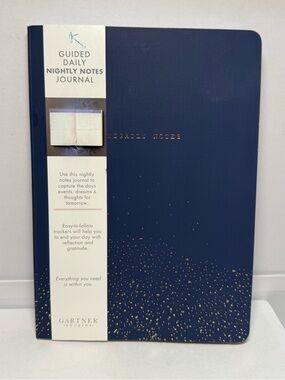 GUIDED
DAILY
NIGHTLY NOTES
JOURNAL
NIGHTLY NOTES
Use this nightly
notes journal to
capture the days
events, dreams &
thoughts for
tomorrow.
Easy-to-follow
trackers will help you
to end your day with
reflection and
gratitude.
Everything you need
is within you.
GARTNER
STUDIOS